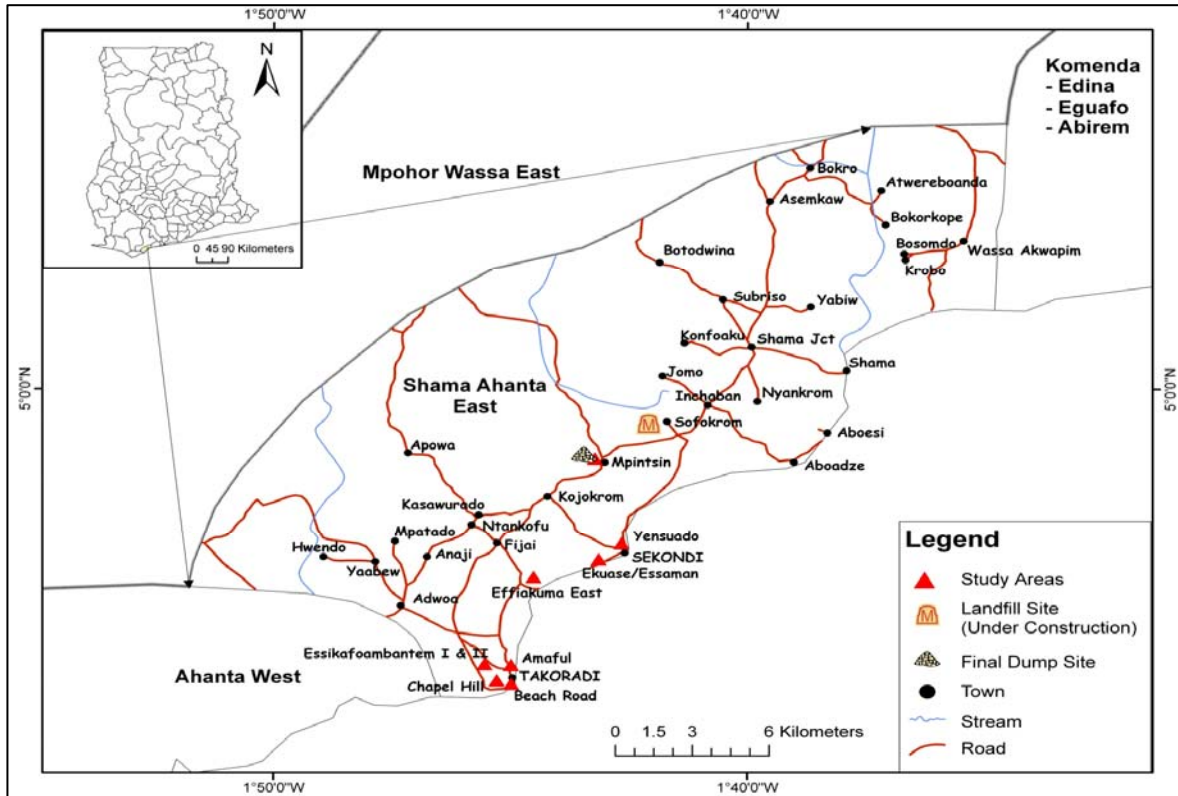 1°50'0"W
1°40'0"W
N
0 45 90 Kilometers
Komenda
- Edina
- Eguafo
- Abirem
Mpohor Wassa East
Bokro
Atwereboanda
Asemkaw
Bokorkope
Bosomdo
Wassa Akwapim
Krobo
Botodwina
Subriso
Yabiw
Konfoaku
Shama Jct
Shama
Jomo
5°0'0"N
5°0'0"N
Shama Ahanta
East
Inchaban
Nyankrom
Sofokrom
M
Aboesi
Apowa
Mpintsin
Aboadze
Kojokrom
Kasawurado
Ntankofu
Mpatado
Fijai
Yensuado
Hwendo
Anaji
SEKONDI
Yaabew
Ekuase/Essaman
Effiakuma East
Adwoa
Essikafoambantem I & II
Amaful
TAKORADI
Ahanta West
Chapel Hill
Beach Road
0 1.5 3 6 Kilometers
Legend
Study Areas
M
Landfill Site
(Under Construction)
Final Dump Site
Town
Stream
Road
1°50'0"W
1°40'0"W